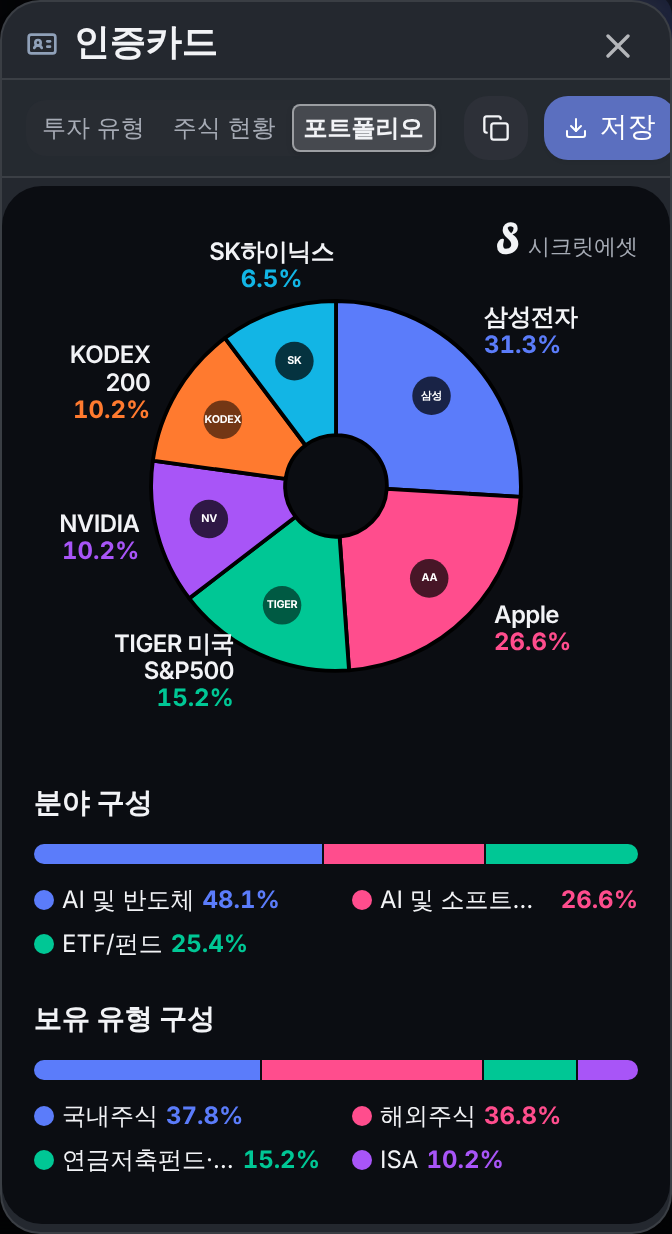 인증카드
투자 유형
주식 현황
포트폴리오
저장
S 시크릿에셋
SK하이닉스
6.5%
삼성전자
31.3%
KODEX
200
10.2%
SK
삼성
KODEX
NVIDIA
10.2%
NV
AA
TIGER
Apple
26.6%
TIGER 미국
S&P500
15.2%
분야 구성
AI 및 반도체 48.1%
AI 및 소프트... 26.6%
ETF/펀드 25.4%
보유 유형 구성
국내주식 37.8%
해외주식 36.8%
연금저축펀드·... 15.2%
ISA 10.2%